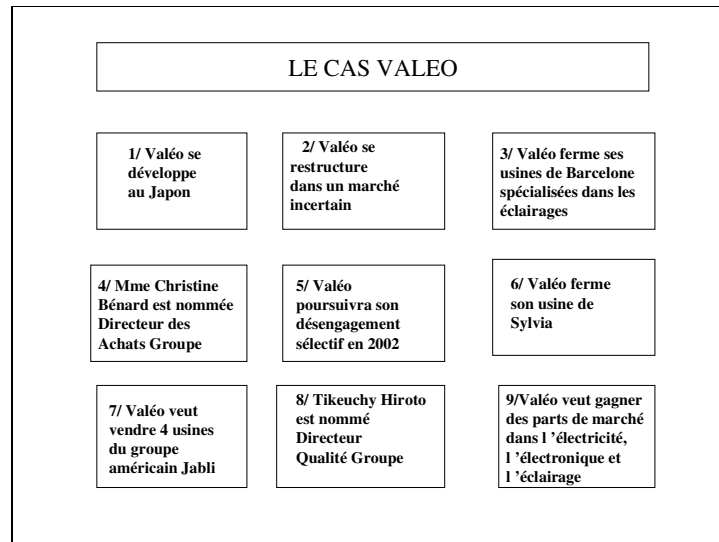 LE CAS VALEO
1/ Valéo se
développe
au Japon
2/ Valéo se
restructure
dans un marché
incertain
3/ Valéo ferme ses
usines de Barcelone
spécialisées dans les
éclairages
4/ Mme Christine
Bénard est nommée
Directeur des
Achats Groupe
5/ Valéo
poursuivra son
désengagement
sélectif en 2002
6/ Valéo ferme
son usine de
Sylvia
7/ Valéo veut
vendre 4 usines
du groupe
américain Jabli
8/ Tikeuchy Hiroto
est nommé
Directeur
Qualité Groupe
9/Valéo veut gagner
des parts de marché
dans l ’électricité,
l ’électronique et
l ’éclairage